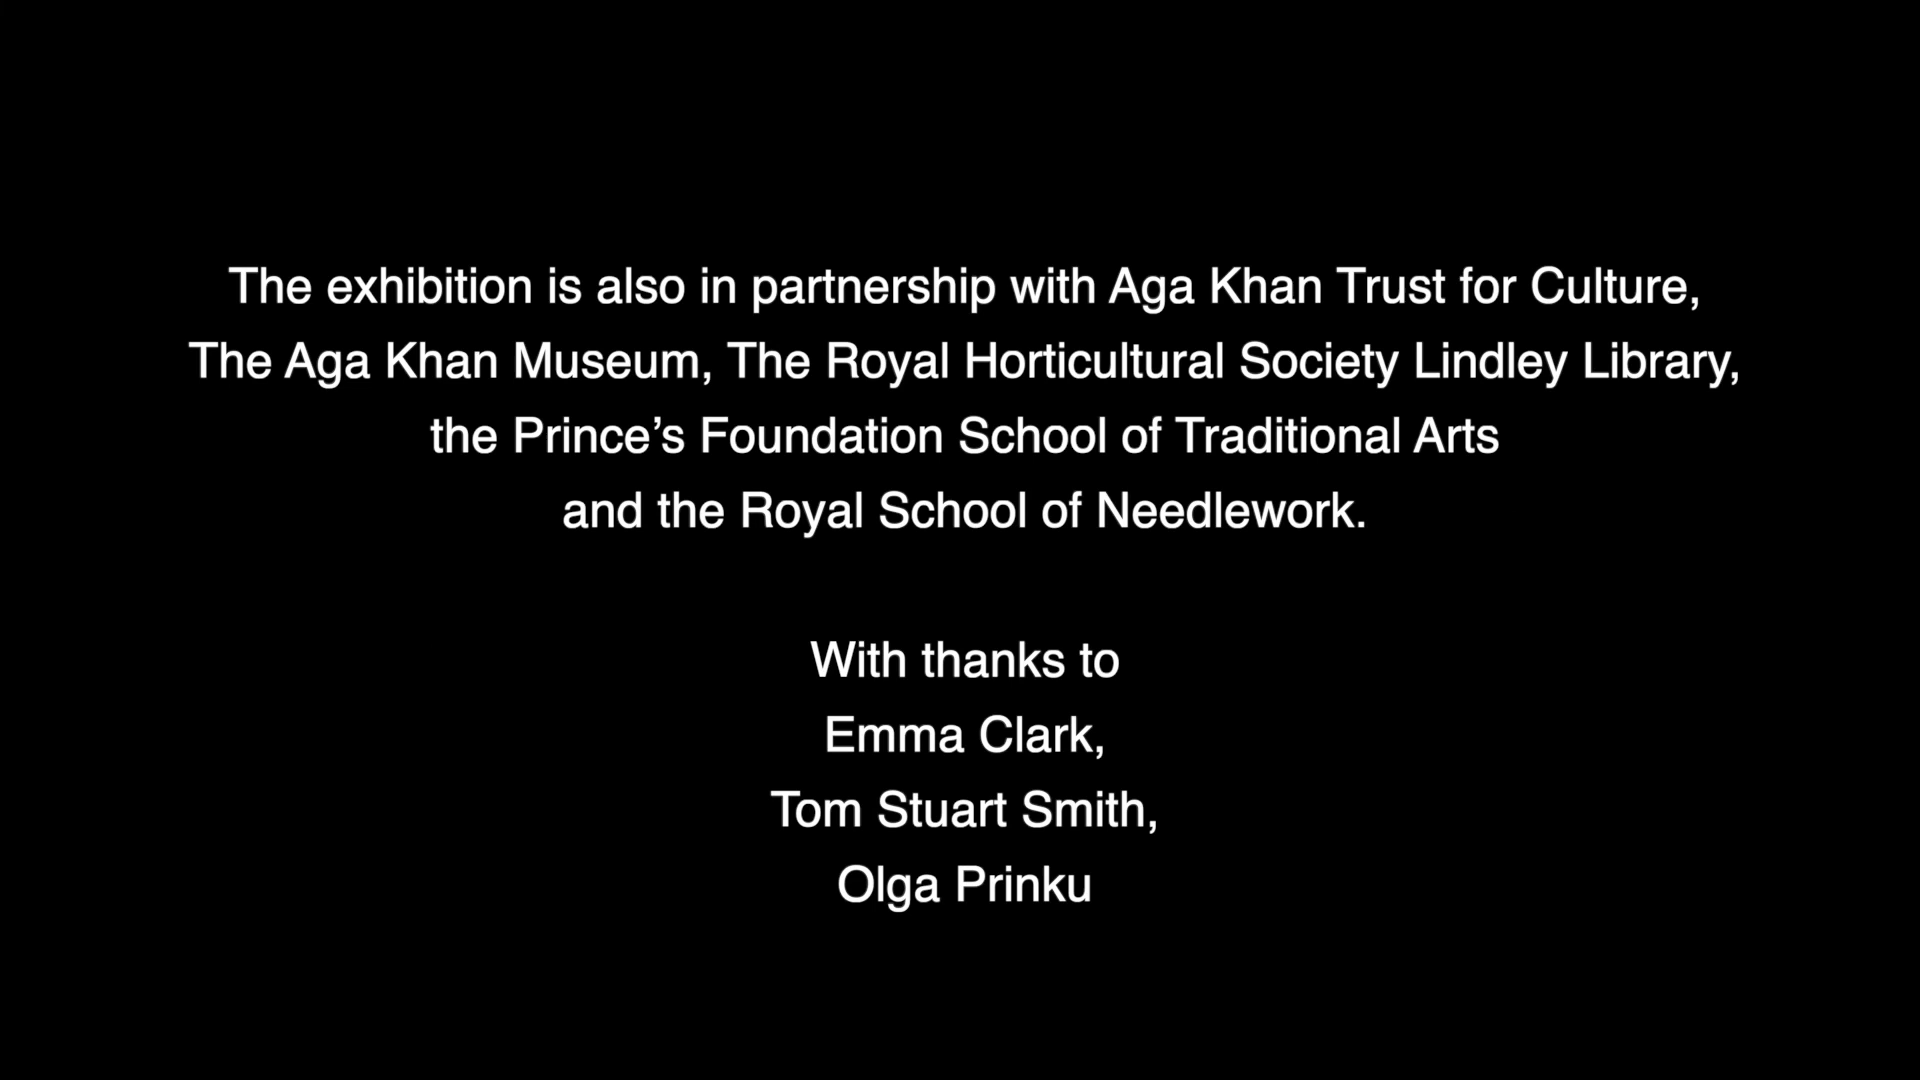 The exhibition is also in partnership with Aga Khan Trust for Culture,
The Aga Khan Museum, The Royal Horticultural Society Lindley Library,
the Prince’s Foundation School of Traditional Arts
and the Royal School of Needlework.
With thanks to
Emma Clark,
Tom Stuart Smith,
Olga Prinku